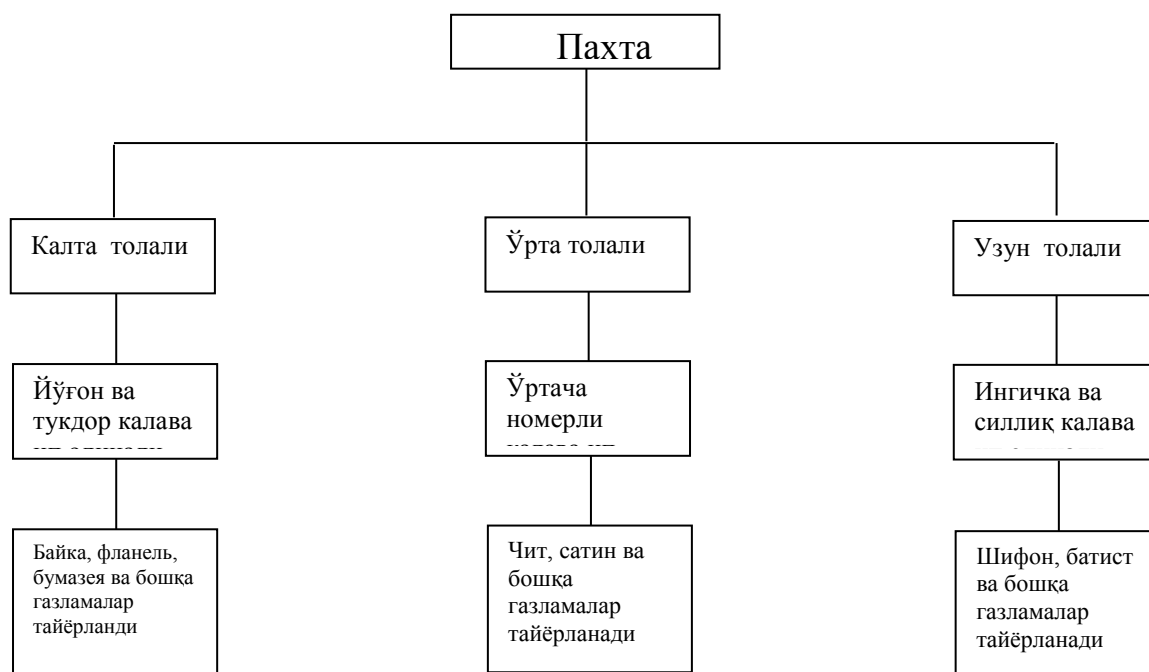 Пахта
Калта толали
Ўрта толали
Узун толали
Йўғон ва
тукдор калава
Ўртача
номерли
Ингичка ва
силлиқ калава
Байка, фланель,
бумазея ва бошқа
газламалар
тайёрланди
Чит, сатин ва
бошқа
газламалар
тайёрланади
Шифон, батист
ва бошқа
газламалар
тайёрланади